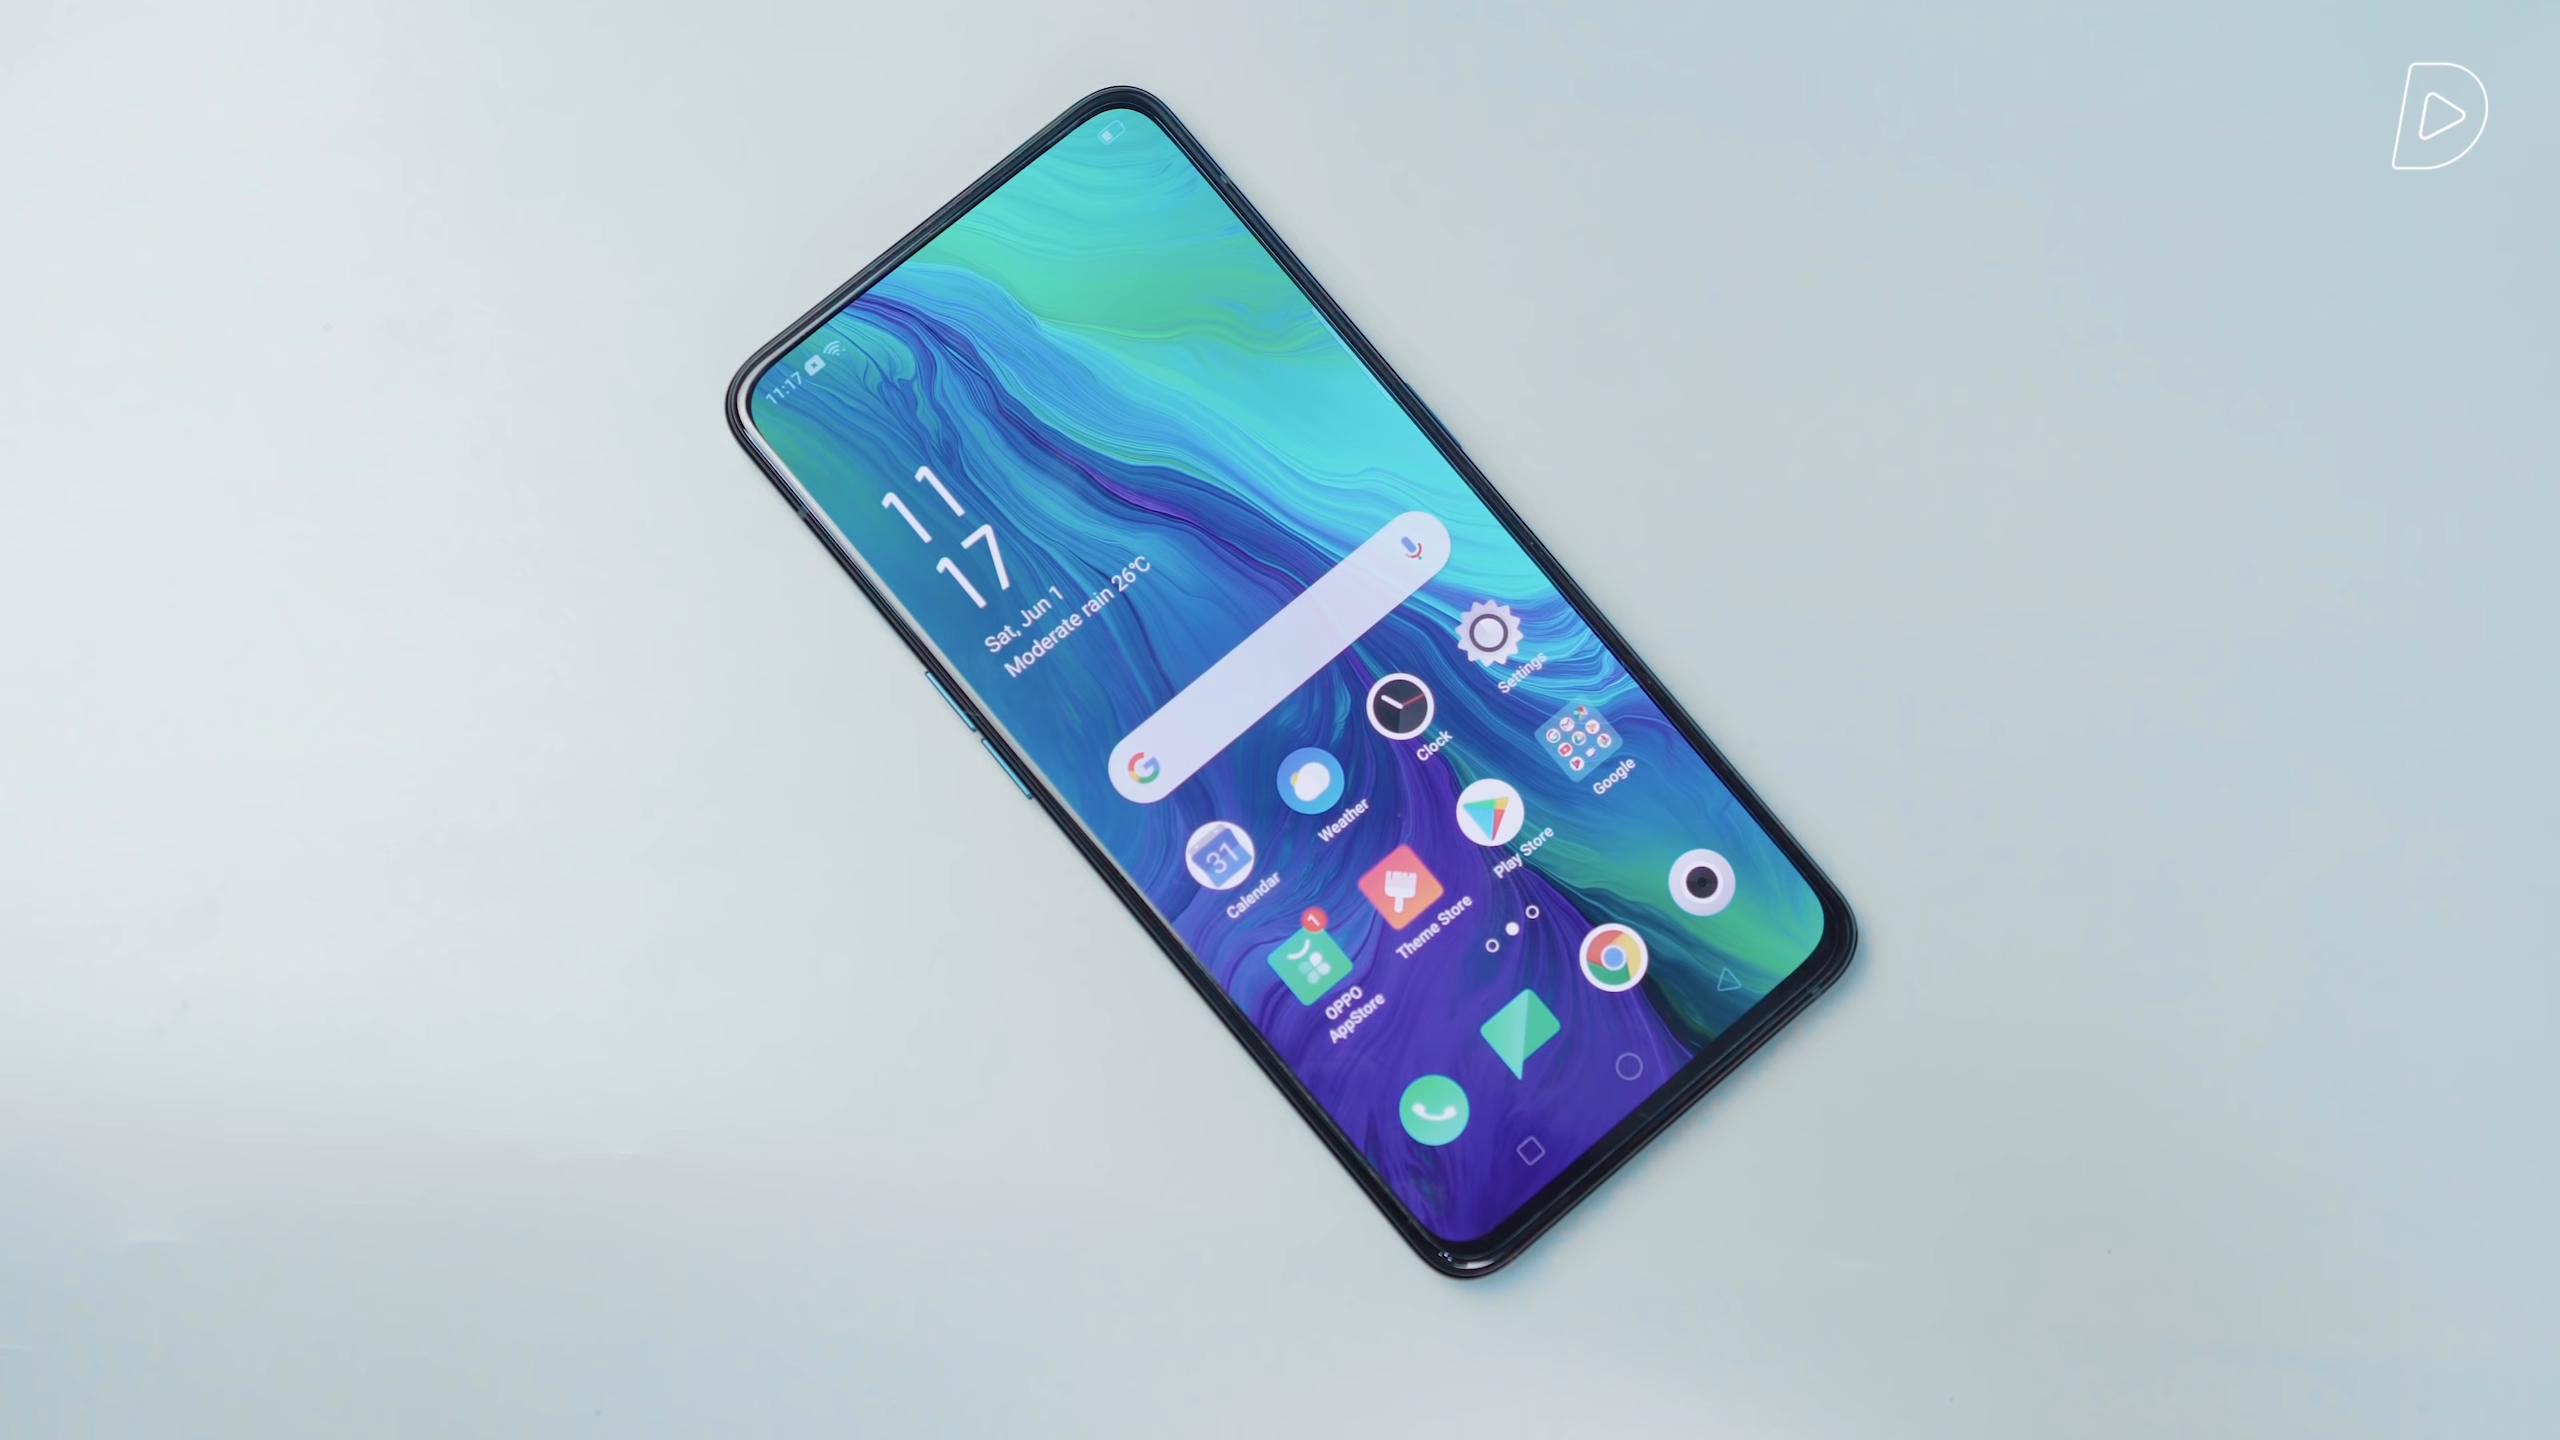 11:17
11
17
Sat, Jun 1
Moderate rain 26°C
Settings
Clock
Google
Weather
Play Store
31
Calendar
Theme Store
1
OPPO
AppStore